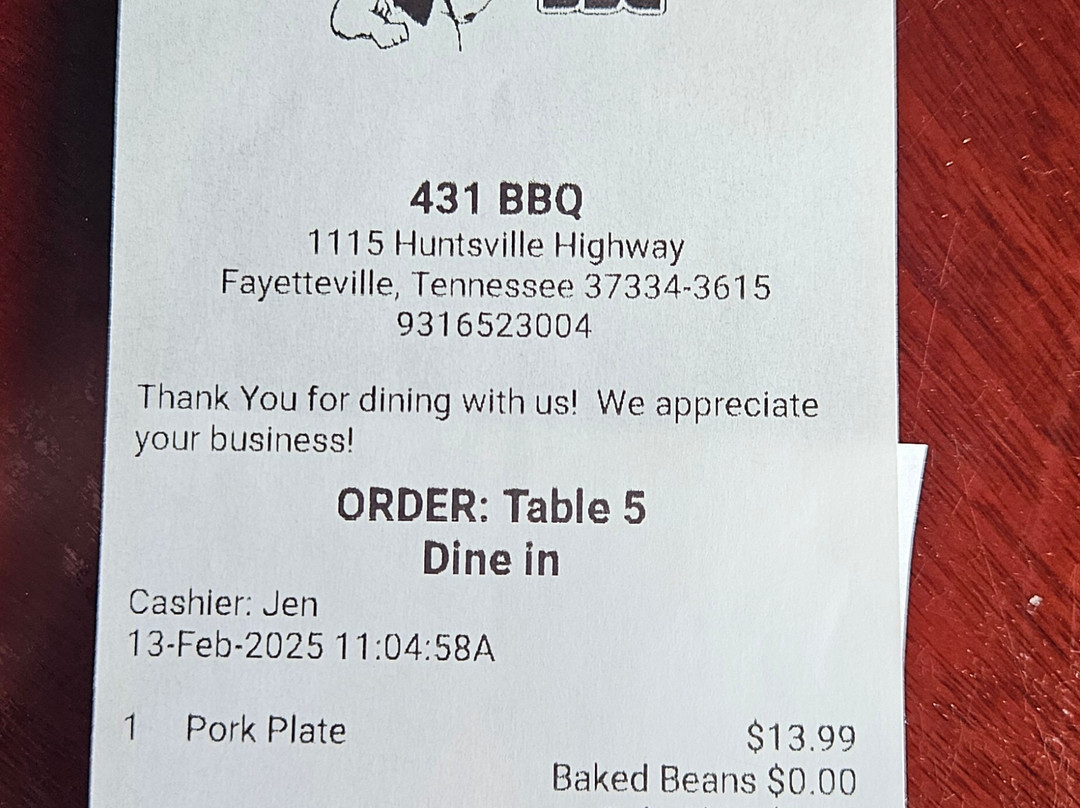 431 BBQ
1115 Huntsville Highway
Fayetteville, Tennessee 37334-3615
9316523004
Thank You for dining with us!  We appreciate
your business!
ORDER: Table 5
Dine in
Cashier: Jen
13-Feb-2025 11:04:58A
1 Pork Plate $13.99
Baked Beans $0.00